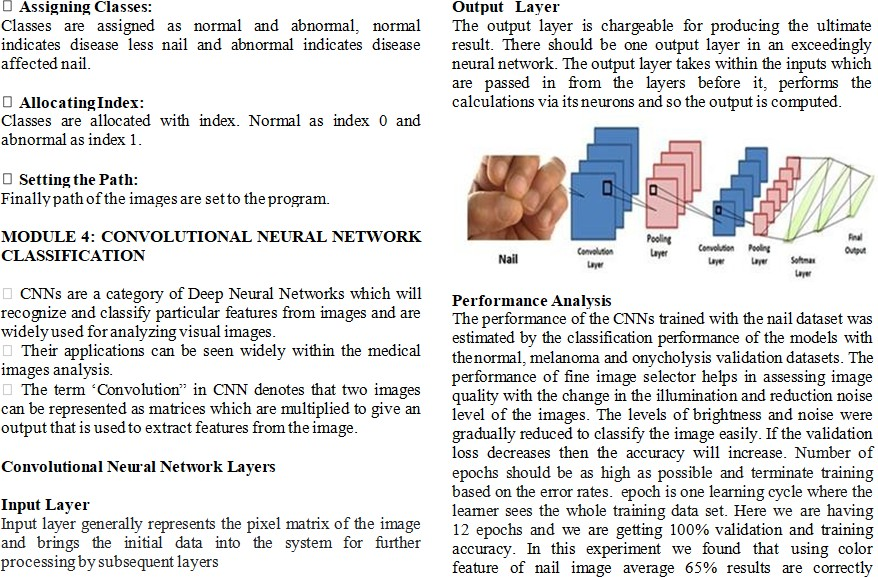 Assigning Classes:
Classes are assigned as normal and abnormal, normal
indicates disease less nail and abnormal indicates disease
affected nail.
Allocating Index:
Classes are allocated with index. Normal as index 0 and
abnormal as index 1.
Setting the Path:
Finally path of the images are set to the program.
MODULE 4: CONVOLUTIONAL NEURAL NETWORK
CLASSIFICATION
CNNs are a category of Deep Neural Networks which will
recognize and classify particular features from images and are
widely used for analyzing visual images.
Their applications can be seen widely within the medical
images analysis.
The term ‘Convolution” in CNN denotes that two images
can be represented as matrices which are multiplied to give an
output that is used to extract features from the image.
Convolutional Neural Network Layers
Input Layer
Input layer generally represents the pixel matrix of the image
and brings the initial data into the system for further
processing by subsequent layers
Output Layer
The output layer is chargeable for producing the ultimate
result. There should be one output layer in an exceedingly
neural network. The output layer takes within the inputs which
are passed in from the layers before it, performs the
calculations via its neurons and so the output is computed.
Nail
Convolution
Layer
Pooling
Layer
Convolution
Layer
Pooling
Layer
Softmax
Layer
Final
Output
Performance Analysis
The performance of the CNNs trained with the nail dataset was
estimated by the classification performance of the models with
the normal, melanoma and onycholysis validation datasets. The
performance of fine image selector helps in assessing image
quality with the change in the illumination and reduction noise
level of the images. The levels of brightness and noise were
gradually reduced to classify the image easily. If the validation
loss decreases then the accuracy will increase. Number of
epochs should be as high as possible and terminate training
based on the error rates. epoch is one learning cycle where the
learner sees the whole training data set. Here we are having
12 epochs and we are getting 100% validation and training
accuracy. In this experiment we found that using color
feature of nail image average 65% results are correctly